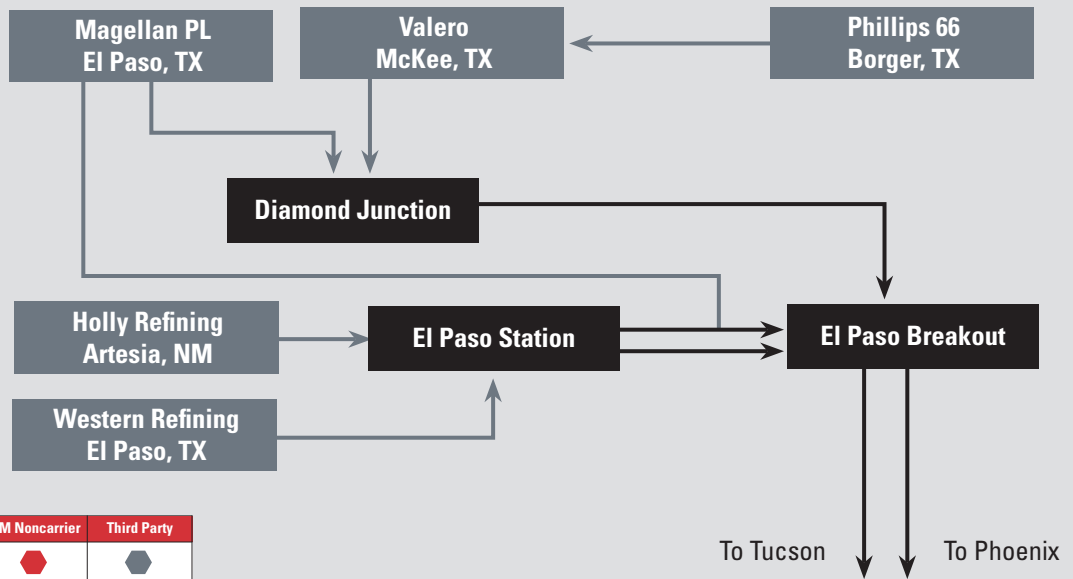 Magellan PL
El Paso, TX
Valero
McKee, TX
Phillips 66
Borger, TX
Diamond Junction
Holly Refining
Artesia, NM
El Paso Station
El Paso Breakout
Western Refining
El Paso, TX
M Noncarrier
Third Party
To Tucson
To Phoenix